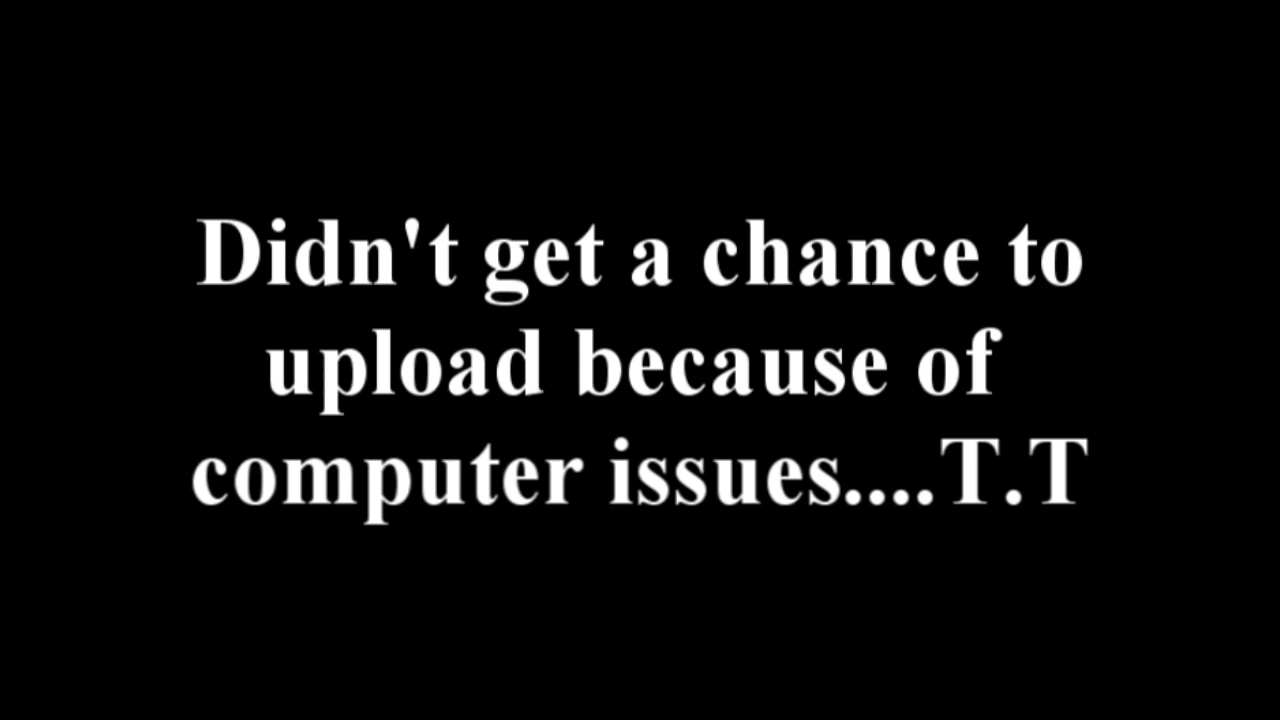 Didn't get a chance to
upload because of
computer issues....T.T